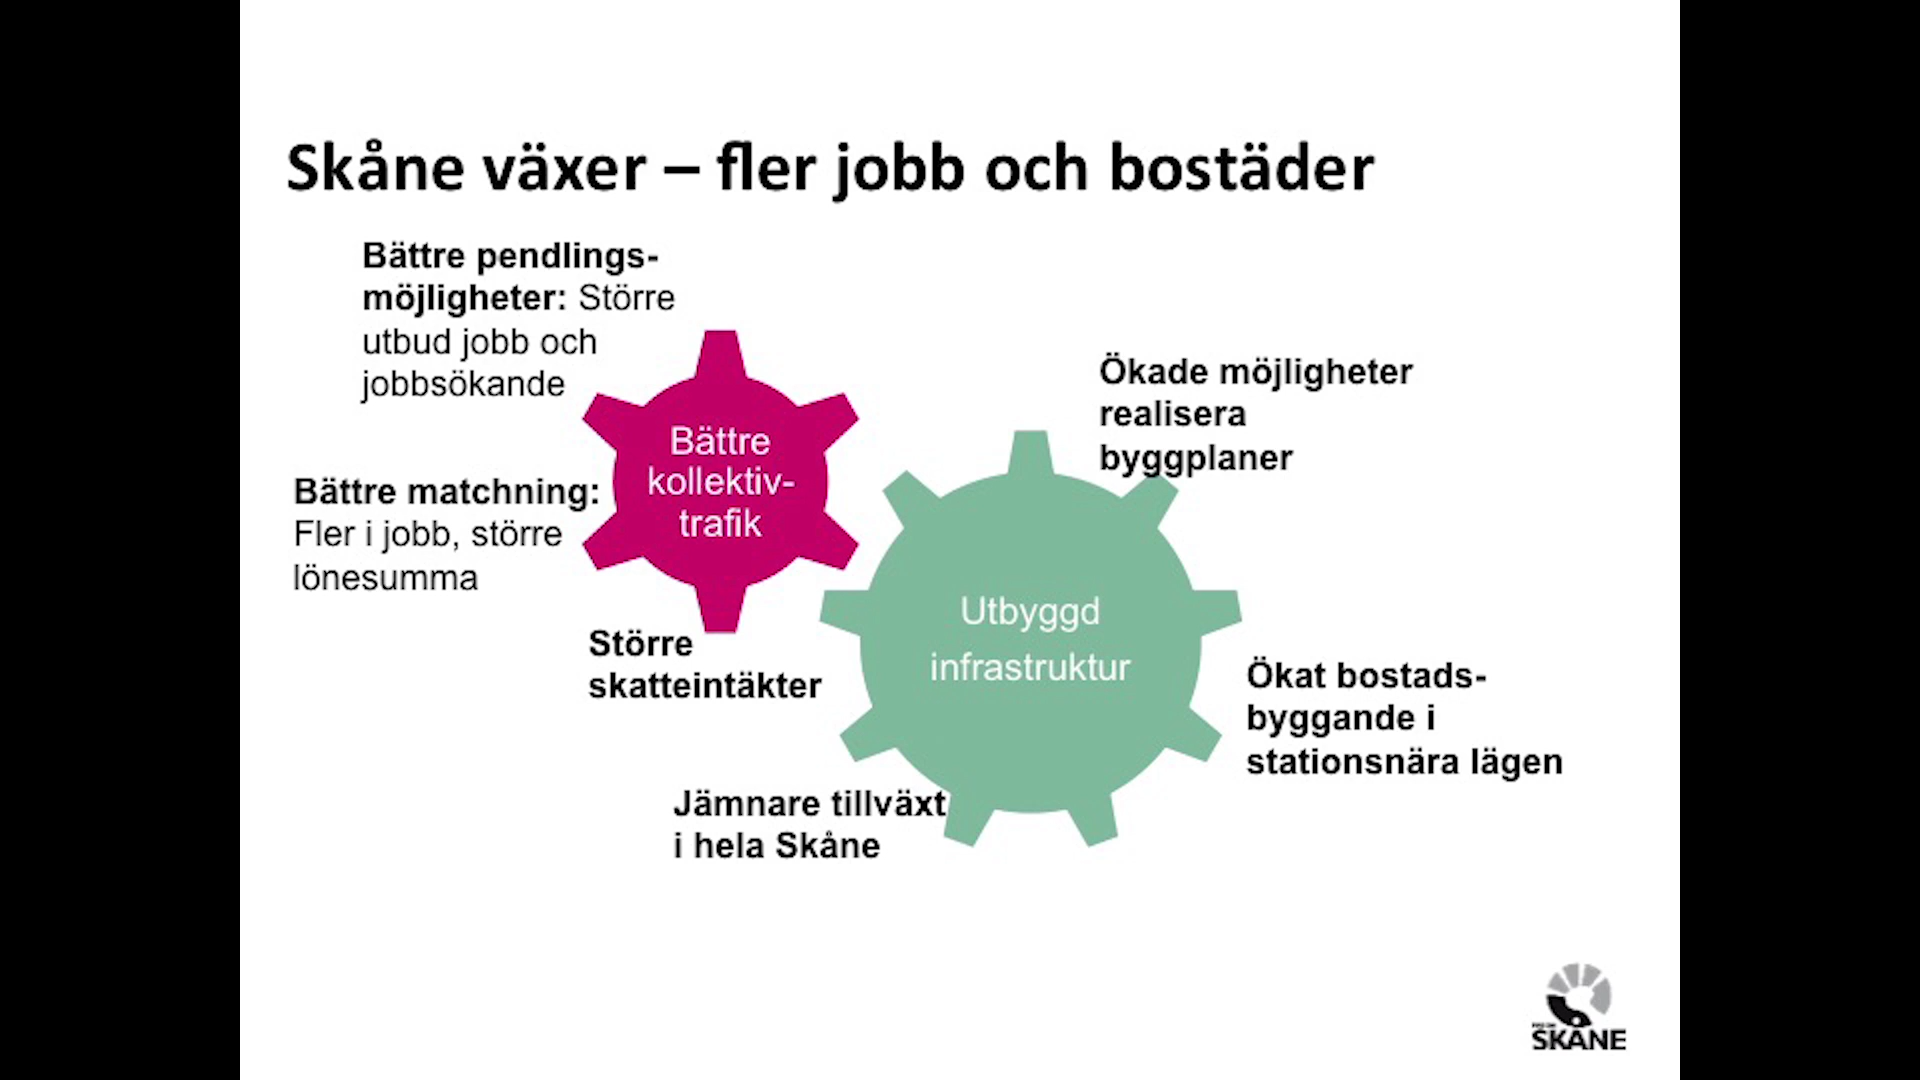 Skåne växer – fler jobb och bostäder
Bättre pendlings-
möjligheter: Större
utbud jobb och
jobbsökande
Bättre matchning:
Fler i jobb, större
lönesumma
Bättre
kollektiv-
trafik
Större
skatteintäkter
Ökade möjligheter
realisera
byggplaner
Utbyggd
infrastruktur
Ökat bostads-
byggande i
stationsnära lägen
Jämnare tillväxt
i hela Skåne
SKÅNE